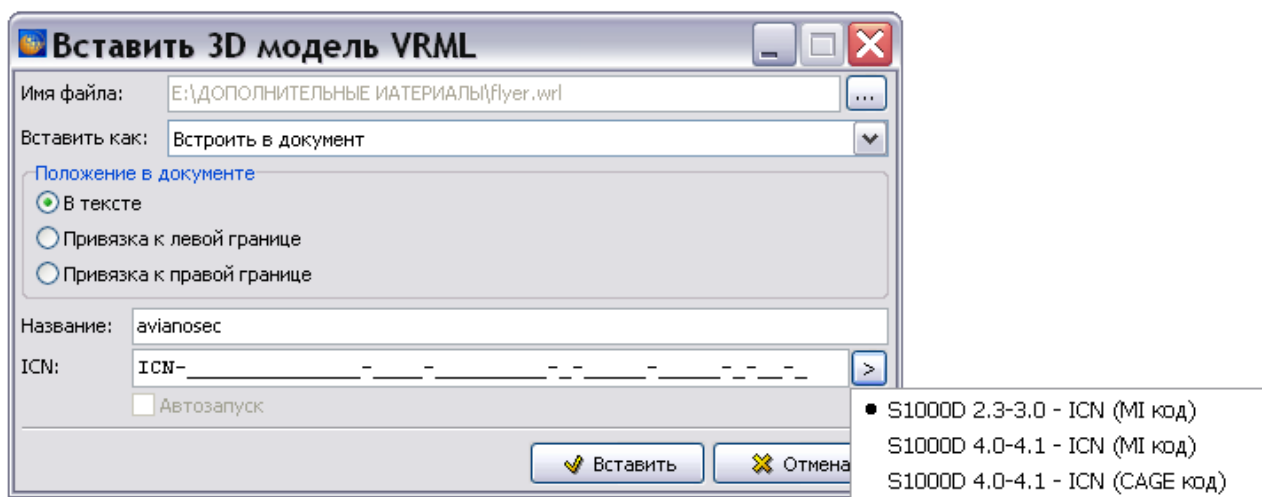 Вставить 3D модель VRML
Имя файла: E:\ДОПОЛНИТЕЛЬНЫЕ ИАТЕРИАЛЫ\flyer.wrl ...
Вставить как: Встроить в документ
Положение в документе
В тексте
Привязка к левой границе
Привязка к правой границе
Название: avianosec
ICN: ICN-____________-____-________-_-_____-_____-_-__-_ >
Автозапуск
Вставить Отмена
S1000D 2.3-3.0 - ICN (MI код)
S1000D 4.0-4.1 - ICN (MI код)
S1000D 4.0-4.1 - ICN (CAGE код)